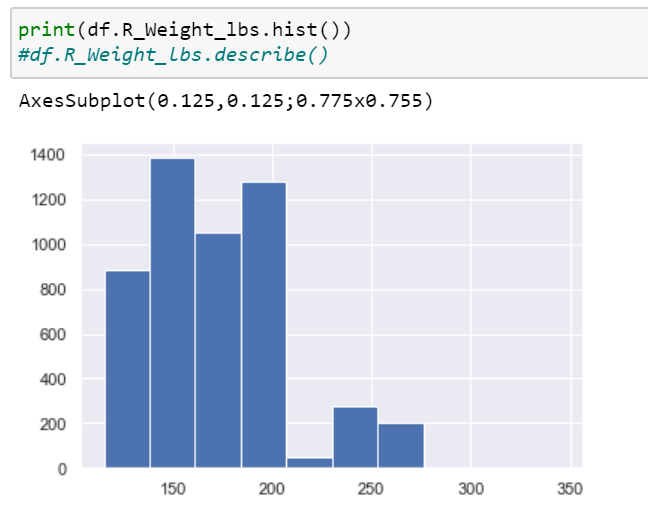 print(df.R_Weight_lbs.hist())
#df.R_Weight_lbs.describe()
AxesSubplot(0.125,0.125;0.775x0.755)
1400
1200
1000
800
600
400
200
0
150 200 250 300 350